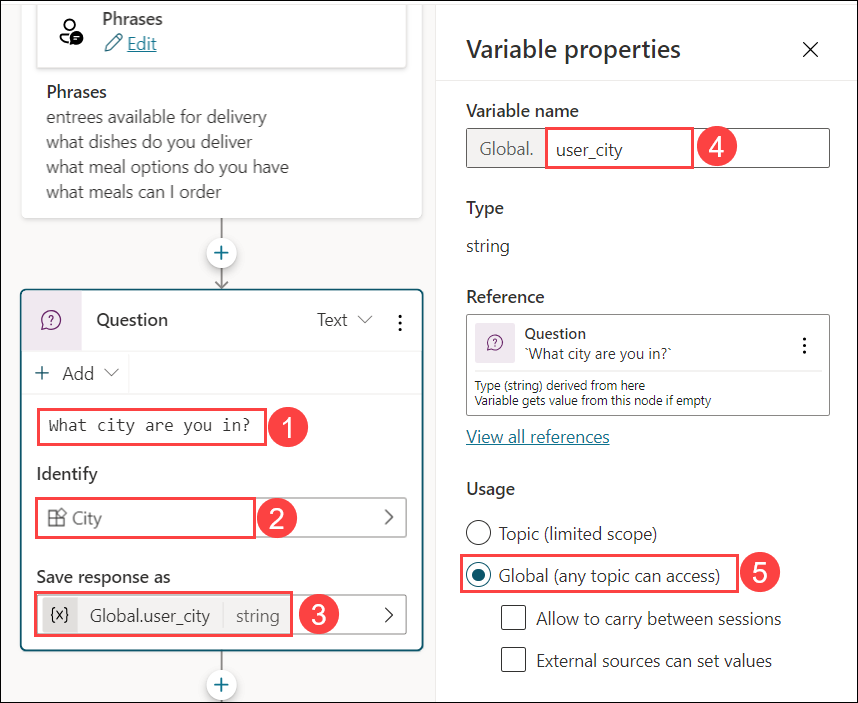 Phrases
Edit
Phrases
entrees available for delivery
what dishes do you deliver
what meal options do you have
what meals can I order
Question
Text
Add
What city are you in?
1
Identify
City
2
Save response as
{x} Global.user_city string
3
Variable properties
Variable name
Global. user_city
4
Type
string
Reference
Question
`What city are you in?`
Type (string) derived from here
Variable gets value from this node if empty
View all references
Usage
Topic (limited scope)
Global (any topic can access)
5
Allow to carry between sessions
External sources can set values